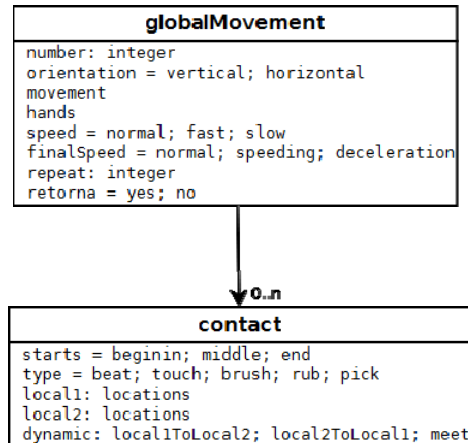 globalMovement
number: integer
orientation = vertical; horizontal
movement
hands
speed = normal; fast; slow
finalSpeed = normal; speeding; deceleration
repeat: integer
retorna = yes; no
0..n
contact
starts = beginin; middle; end
type = beat; touch; brush; rub; pick
local1: locations
local2: locations
dynamic: local1ToLocal2; local2ToLocal1; meet